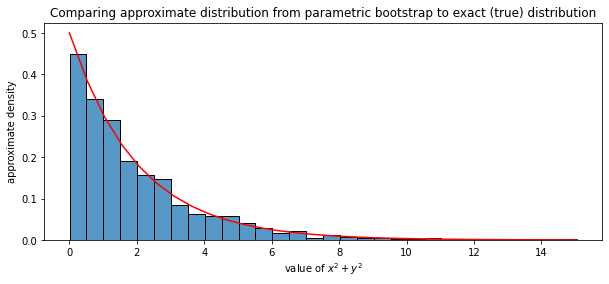 Comparing approximate distribution from parametric bootstrap to exact (true) distribution
0.5
0.4
0.3
0.2
0.1
0.0
approximate density
0 2 4 6 8 10 12 14
value of x² + y²